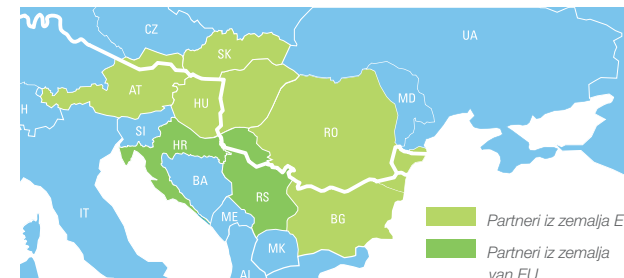 CZ
UA
SK
AT
MD
H
HU
RO
SI
HR
BA
RS
IT
ME
BG
MK
AL
Partneri iz zemalja E
Partneri iz zemalja
van EU